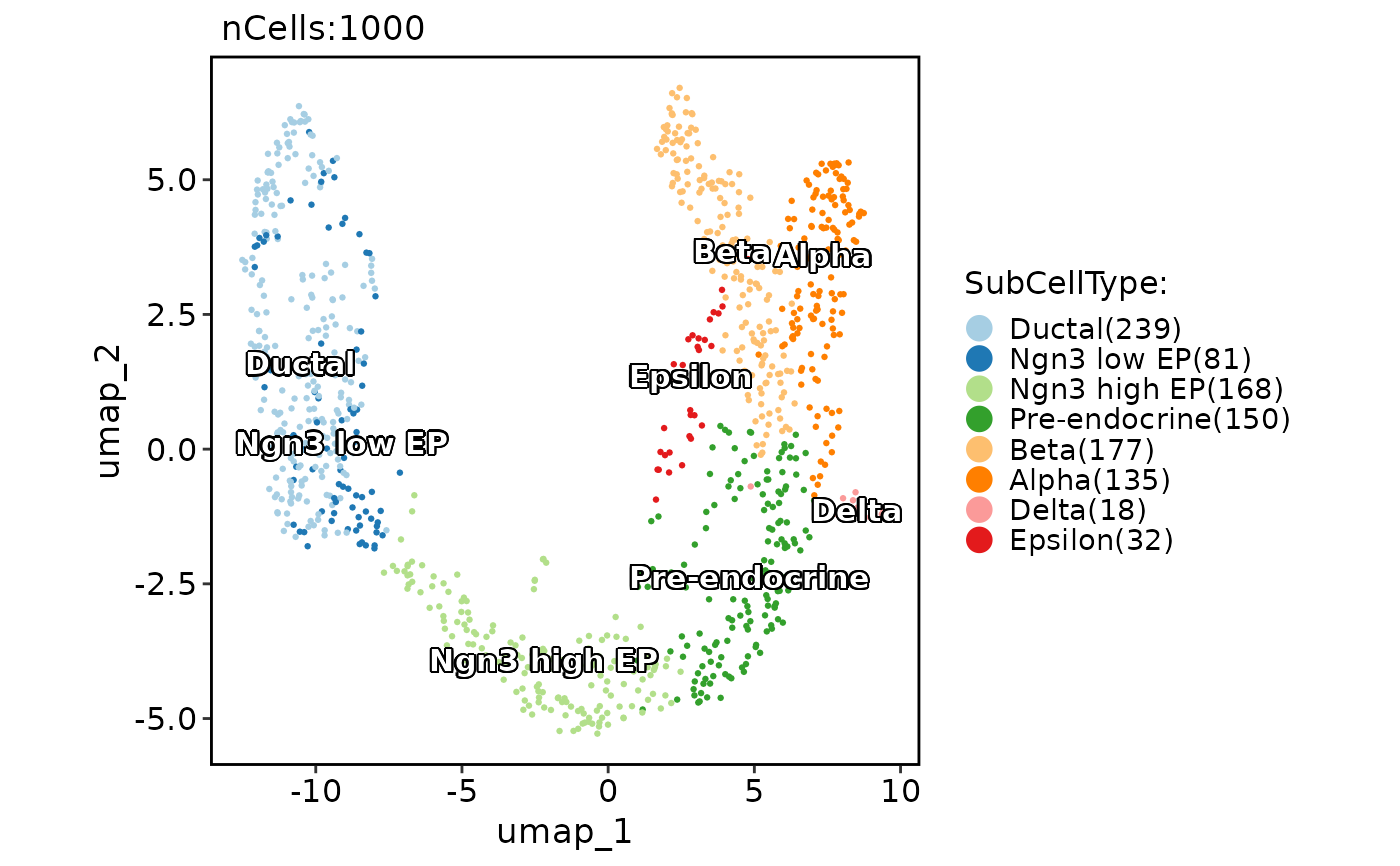 nCells:1000
umap_2
5.0
2.5
0.0
-2.5
-5.0
Beta
Alpha
Ductal
Epsilon
Ngn3 low EP
Delta
Pre-endocrine
Ngn3 high EP
-10
-5
0
5
10
umap_1
SubCellType:
Ductal(239)
Ngn3 low EP(81)
Ngn3 high EP(168)
Pre-endocrine(150)
Beta(177)
Alpha(135)
Delta(18)
Epsilon(32)